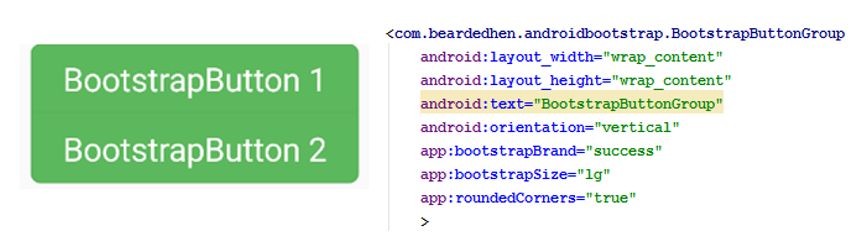 BootstrapButton 1
BootstrapButton 2
<com.beardedhen.androidbootstrap.BootstrapButtonGroup
android:layout_width="wrap_content"
android:layout_height="wrap_content"
android:text="BootstrapButtonGroup"
android:orientation="vertical"
app:bootstrapBrand="success"
app:bootstrapSize="lg"
app:roundedCorners="true"
>